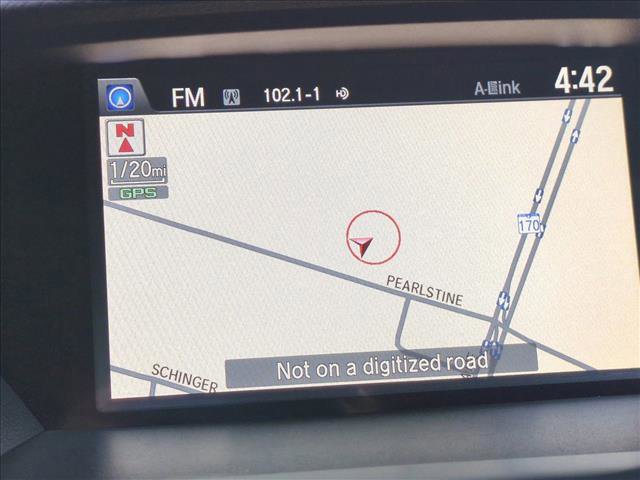 FM 102.1-1 A-Link 4:42
N
1/20mi
GPS
170
PEARLSTINE
SCHINGER
Not on a digitized road